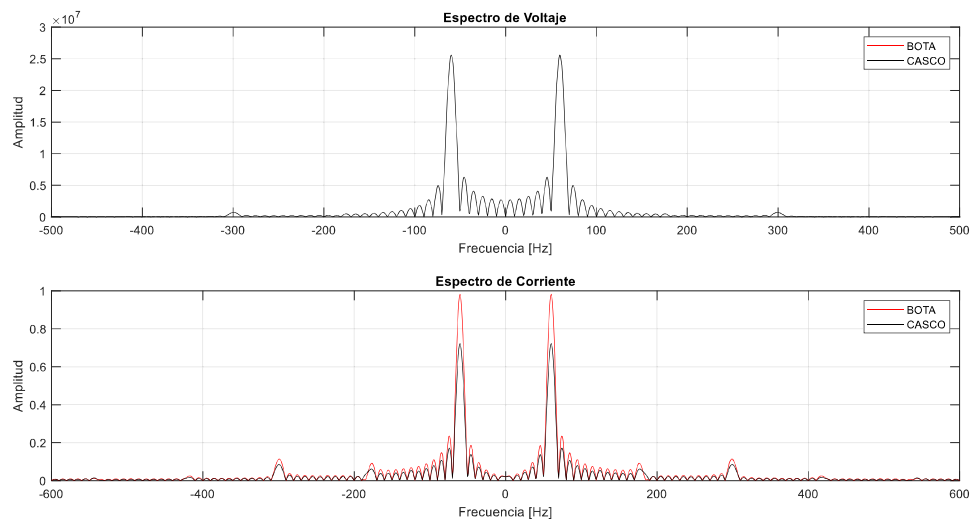 Espectro de Voltaje
×10⁷
3
2.5
2
1.5
1
0.5
0
Amplitud
-500 -400 -300 -200 -100 0 100 200 300 400 500
Frecuencia [Hz]
BOTA
CASCO
Espectro de Corriente
1
0.8
0.6
0.4
0.2
0
Amplitud
-600 -400 -200 0 200 400 600
Frecuencia [Hz]
BOTA
CASCO